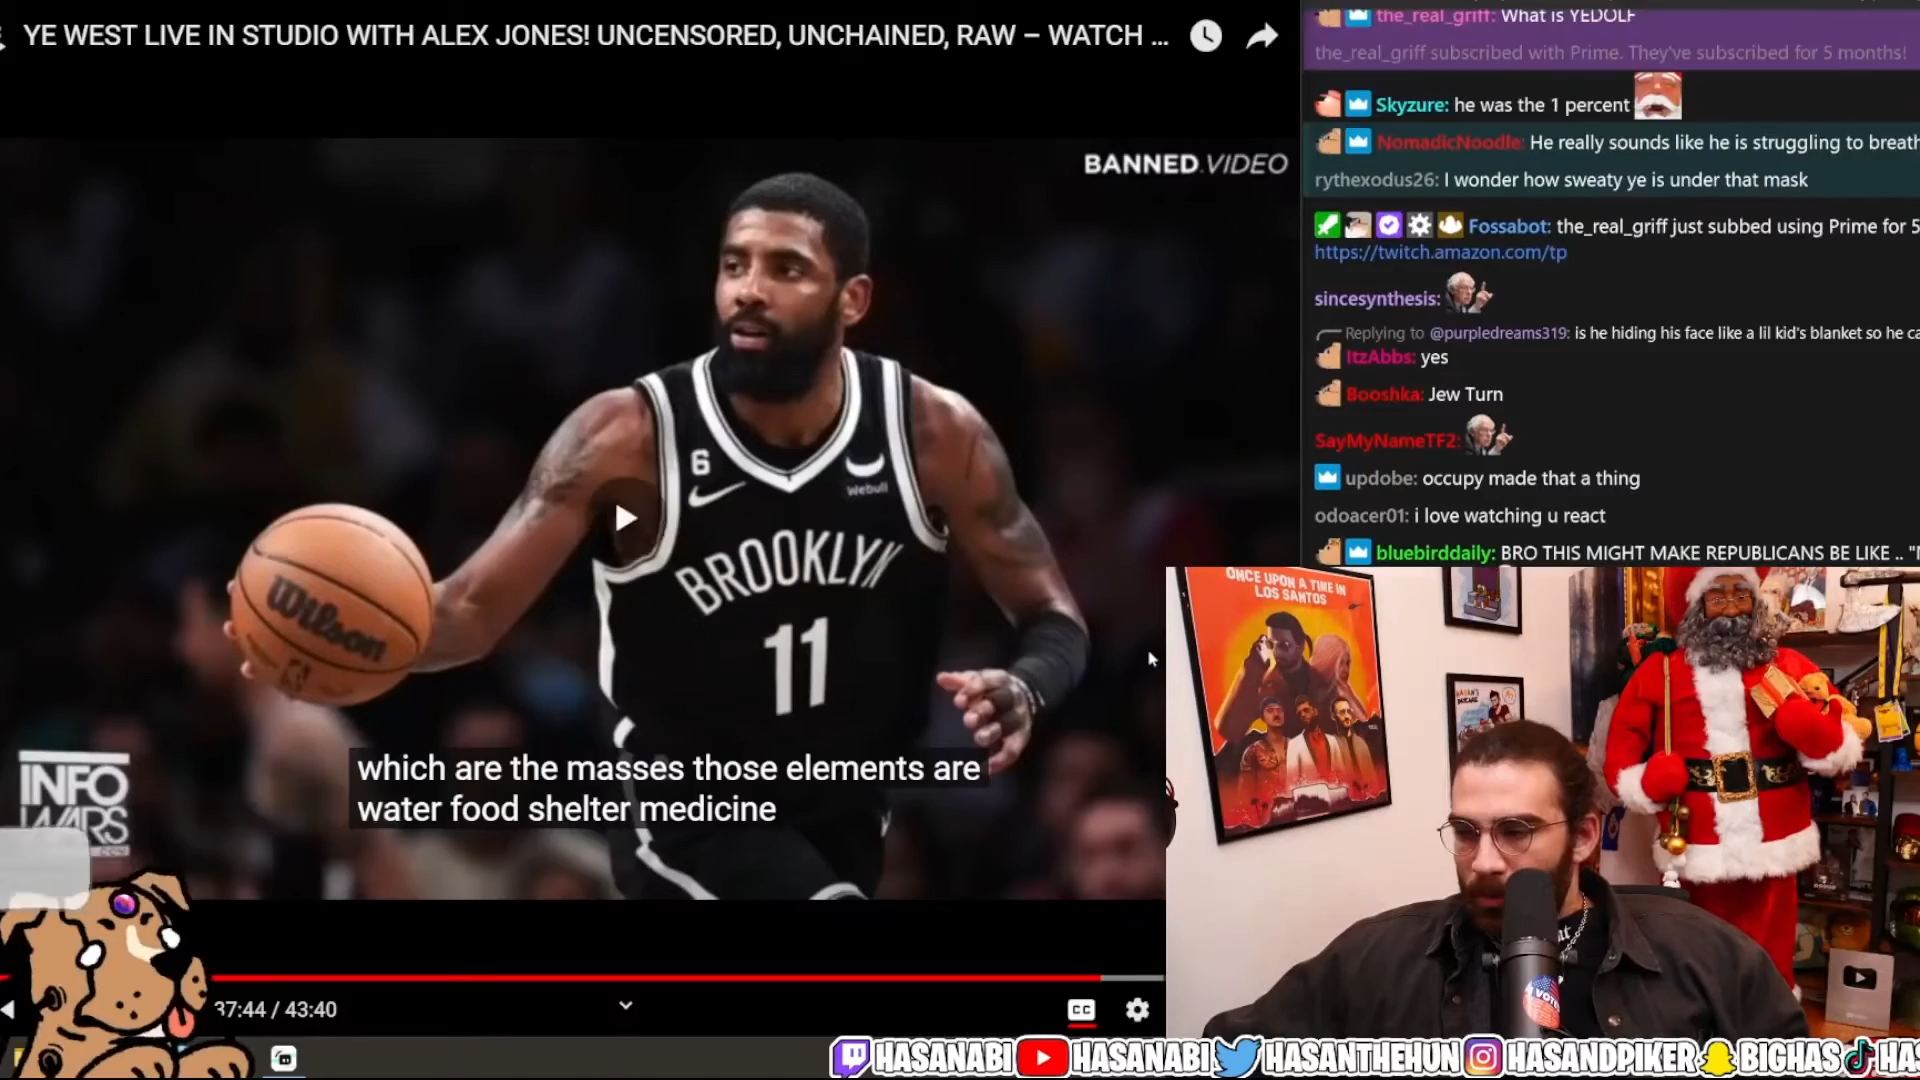 YE WEST LIVE IN STUDIO WITH ALEX JONES! UNCENSORED, UNCHAINED, RAW – WATCH ...
BANNED.VIDEO
6
Webull
BROOKLYN
11
Wilson
which are the masses those elements are
water food shelter medicine
INFO
WARS
37:44 / 43:40
CC
the_real_griff: What is YEDOLF
the_real_griff subscribed with Prime. They've subscribed for 5 months!
Skyzure: he was the 1 percent
NomadicNoodle: He really sounds like he is struggling to breath
rythexodus26: I wonder how sweaty ye is under that mask
Fossabot: the_real_griff just subbed using Prime for 5
https://twitch.amazon.com/tp
sincesynthesis:
Replying to @purpledreams319: is he hiding his face like a lil kid's blanket so he ca
ItzAbbs: yes
Booshka: Jew Turn
SayMyNameTF2:
updobe: occupy made that a thing
odoacer01: i love watching u react
bluebirddaily: BRO THIS MIGHT MAKE REPUBLICANS BE LIKE .. "
ONCE UPON A TIME IN
LOS SANTOS
VOTE
HASANABI HASANABI HASANTHEHUN HASANDPIKER BIGHAS HAS